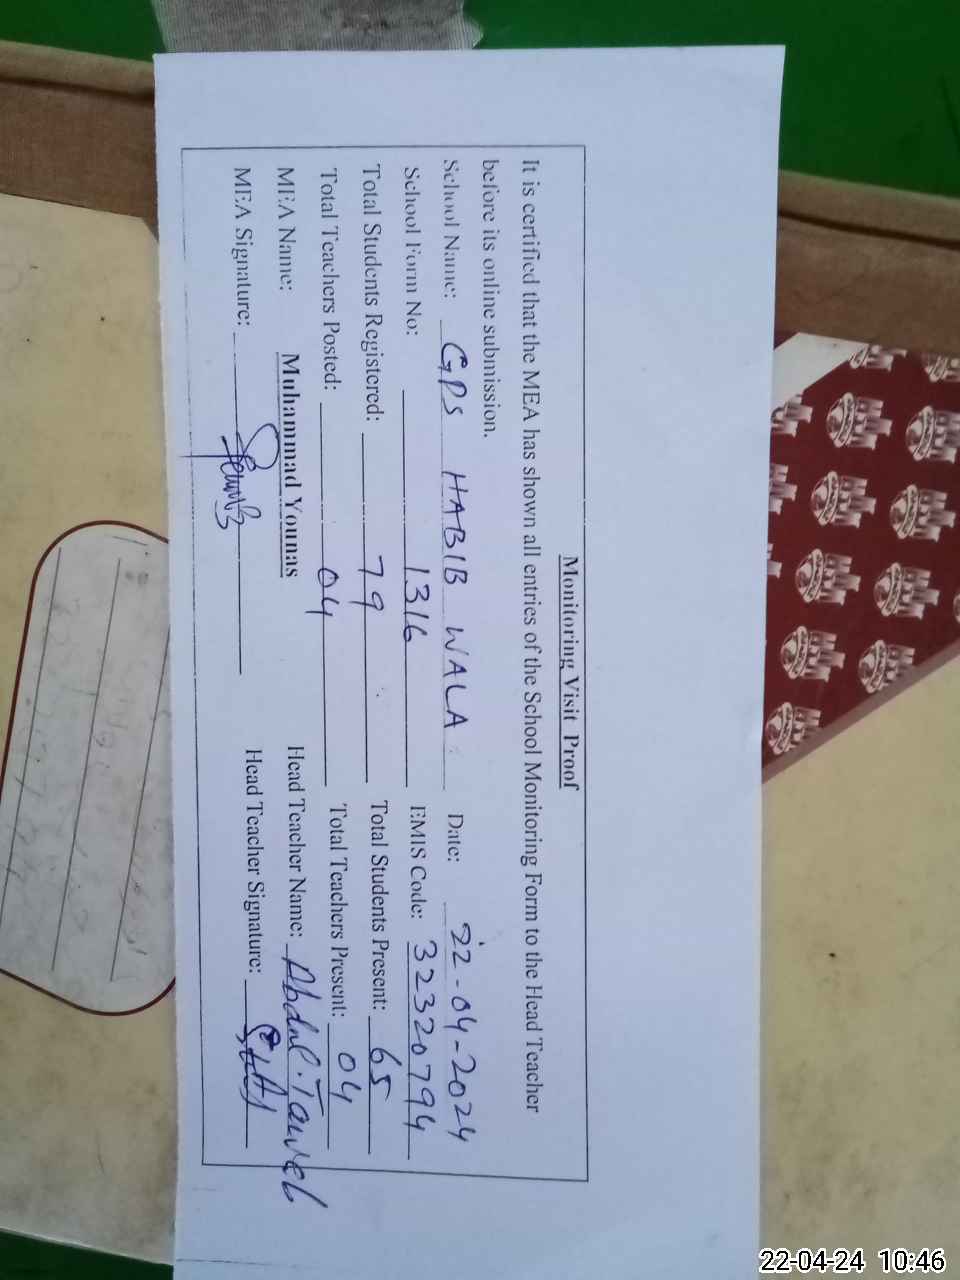 Monitoring Visit Proof
It is certified that the MEA has shown all entries of the School Monitoring Form to the Head Teacher
before its online submission.
School Name: GPS HABIB WALA Date: 22-04-2024
School Form No: 1316 EMIS Code: 32320794
Total Students Registered: 79 Total Students Present: 65
Total Teachers Posted: 04 Total Teachers Present: 04
MEA Name: Muhammad Younas Head Teacher Name: Abdul
MEA Signature: Head Teacher Signature:
22-04-24 10:46